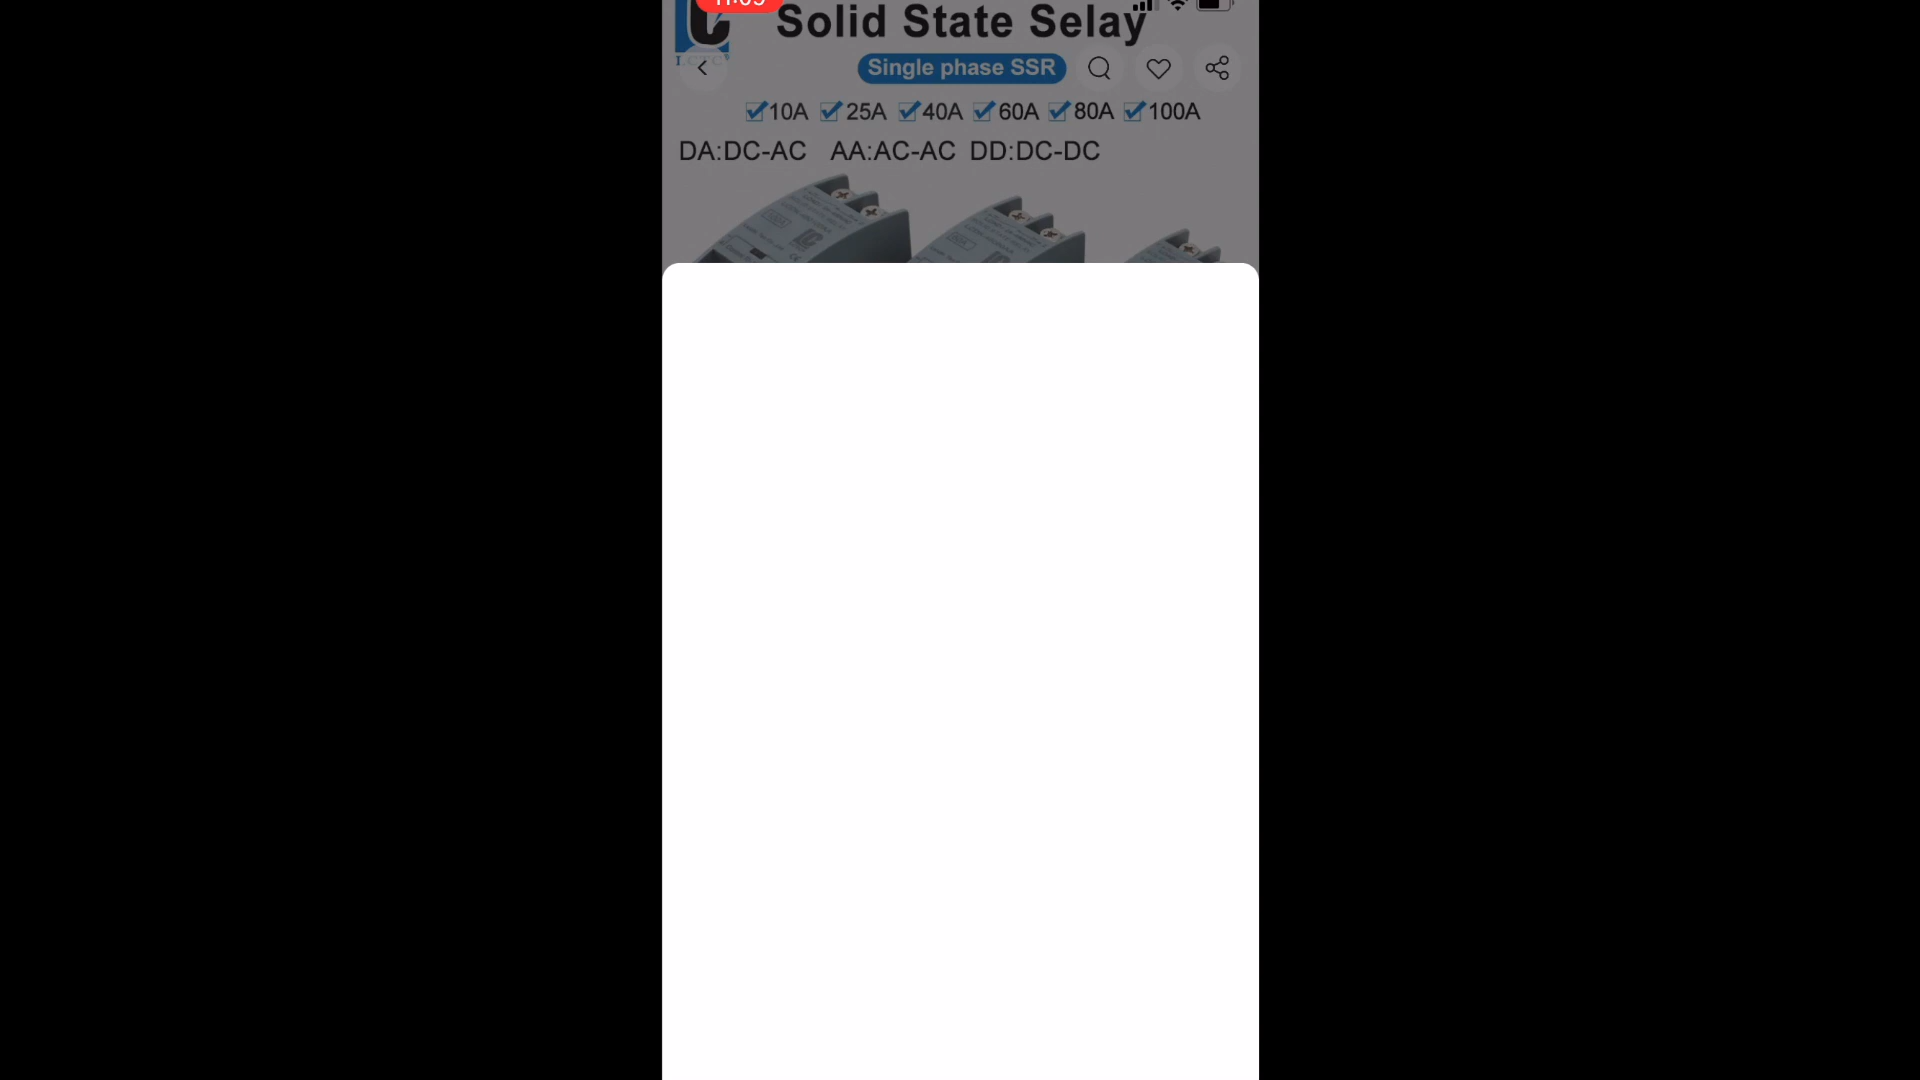 Solid State Selay
Single phase SSR
10A 25A 40A 60A 80A 100A
DA:DC-AC AA:AC-AC DD:DC-DC